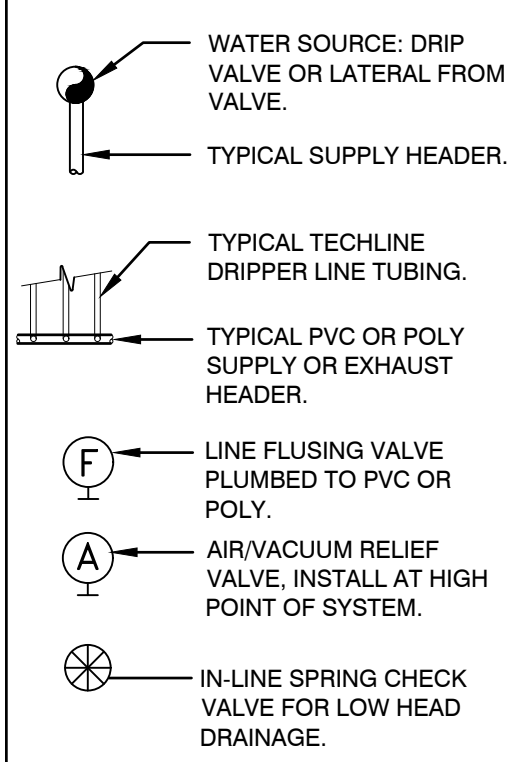 WATER SOURCE: DRIP
VALVE OR LATERAL FROM
VALVE.
TYPICAL SUPPLY HEADER.
TYPICAL TECHLINE
DRIPPER LINE TUBING.
TYPICAL PVC OR POLY
SUPPLY OR EXHAUST
HEADER.
F
LINE FLUSING VALVE
PLUMBED TO PVC OR
POLY.
A
AIR/VACUUM RELIEF
VALVE, INSTALL AT HIGH
POINT OF SYSTEM.
IN-LINE SPRING CHECK
VALVE FOR LOW HEAD
DRAINAGE.